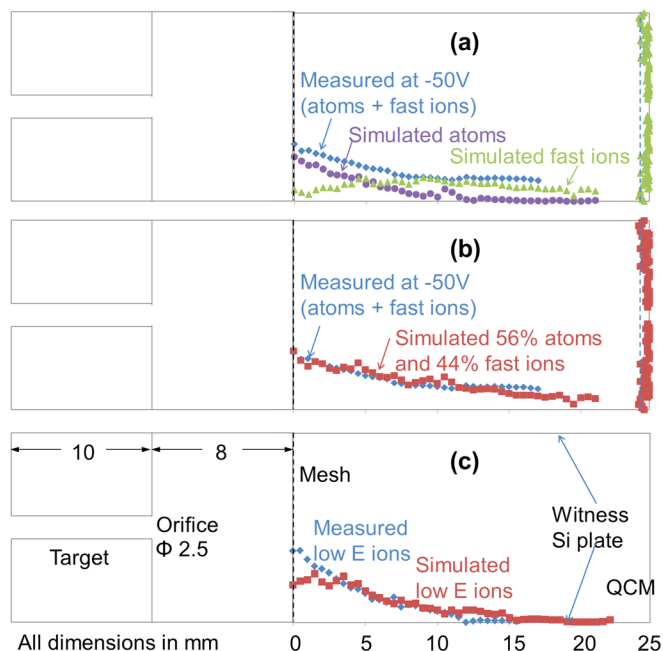 (a)
Measured at -50V
(atoms + fast ions)
Simulated atoms
Simulated fast ions
(b)
Measured at -50V
(atoms + fast ions)
Simulated 56% atoms
and 44% fast ions
10
8
(c)
Mesh
Orifice
Φ 2.5
Target
Measured
low E ions
Simulated
low E ions
Witness
Si plate
QCM
All dimensions in mm
0 5 10 15 20 25